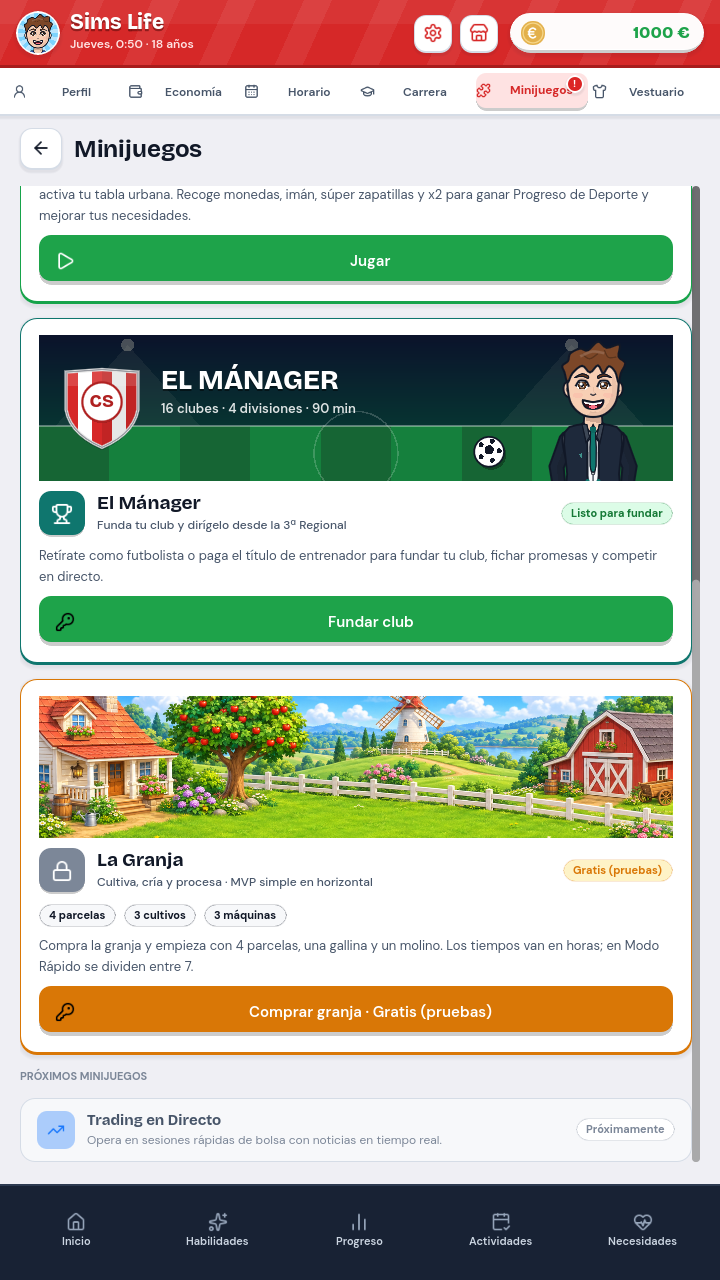 Sims Life
Jueves, 0:50 · 18 años
€
1000 €
Perfil
Economía
Horario
Carrera
Minijuegos
!
Vestuario
Minijuegos
activa tu tabla urbana. Recoge monedas, imán, súper zapatillas y x2 para ganar Progreso de Deporte y
mejorar tus necesidades.
Jugar
CS
EL MÁNAGER
16 clubes · 4 divisiones · 90 min
El Mánager
Funda tu club y dirígelo desde la 3ª Regional
Listo para fundar
Retírate como futbolista o paga el título de entrenador para fundar tu club, fichar promesas y competir
en directo.
Fundar club
La Granja
Cultiva, cría y procesa · MVP simple en horizontal
Gratis (pruebas)
4 parcelas
3 cultivos
3 máquinas
Compra la granja y empieza con 4 parcelas, una gallina y un molino. Los tiempos van en horas; en Modo
Rápido se dividen entre 7.
Comprar granja · Gratis (pruebas)
PRÓXIMOS MINIJUEGOS
Trading en Directo
Opera en sesiones rápidas de bolsa con noticias en tiempo real.
Próximamente
Inicio
Habilidades
Progreso
Actividades
Necesidades